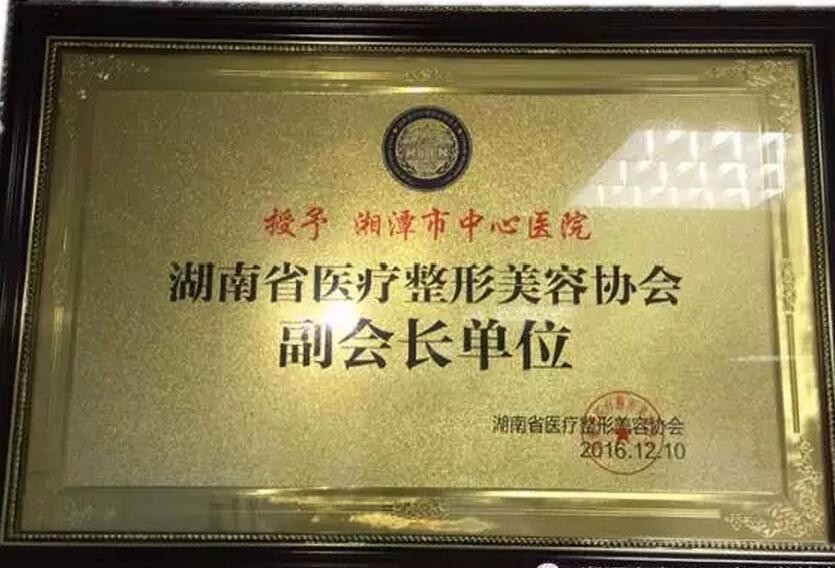 授予 湘潭市中心医院
湖南省医疗整形美容协会
副会长单位
湖南省医疗整形美容协会
2016.12.10